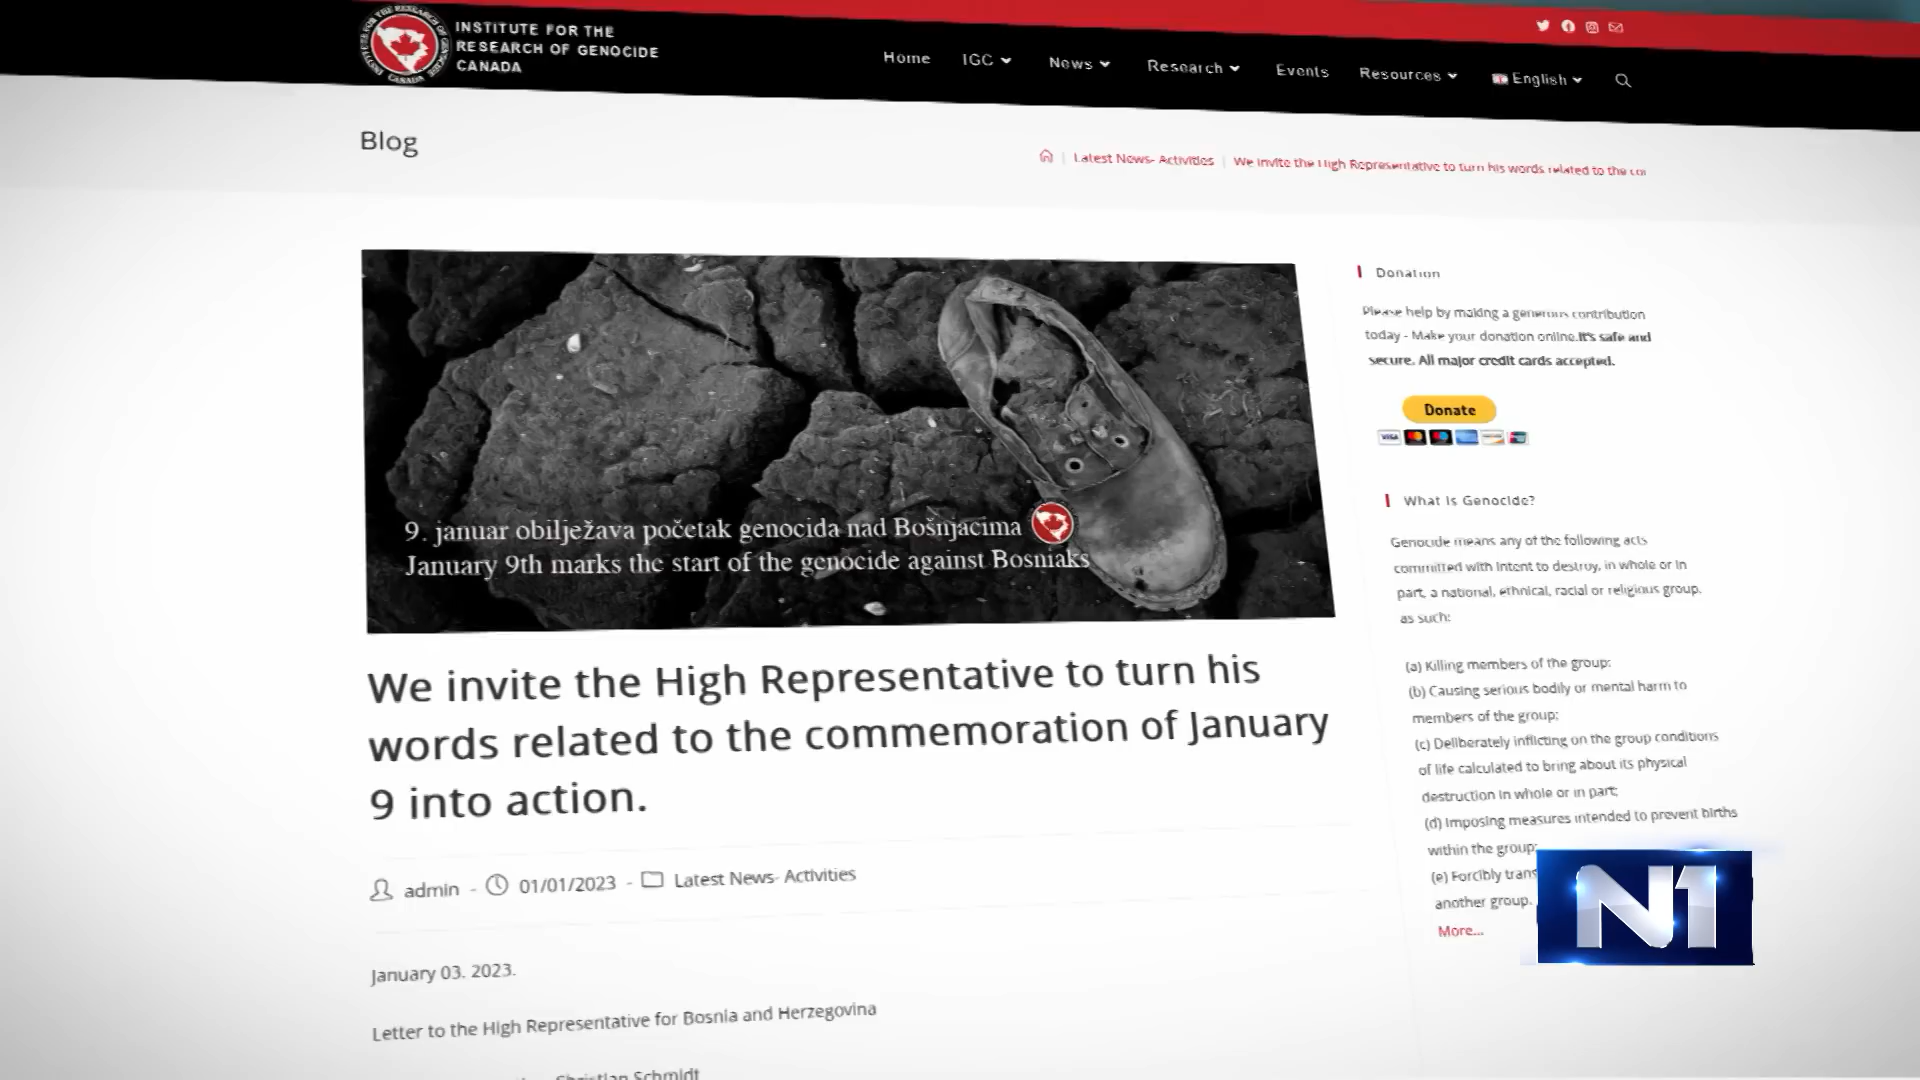 INSTITUTE FOR THE
RESEARCH OF GENOCIDE
CANADA
Home IGC News Research Events Resources English
Blog
Latest News- Activities | We invite the High Representative to turn his words related to the
9. januar obilježava početak genocida nad Bošnjacima
January 9th marks the start of the genocide against Bosniaks
We invite the High Representative to turn his
words related to the commemoration of January
9 into action.
admin - 01/01/2023 - Latest News- Activities
January 03. 2023.
Letter to the High Representative for Bosnia and Herzegovina
Christian Schmidt
Donation
Please help by making a generous contribution
today - Make your donation online.It's safe and
secure. All major credit cards accepted.
Donate
VISA
What is Genocide?
Genocide means any of the following acts
committed with intent to destroy, in whole or in
part, a national, ethnical, racial or religious group,
as such:
(a) Killing members of the group;
(b) Causing serious bodily or mental harm to
members of the group;
(c) Deliberately inflicting on the group conditions
of life calculated to bring about its physical
destruction in whole or in part;
(d) Imposing measures intended to prevent births
within the group;
(e) Forcibly
another group.
More...
N1